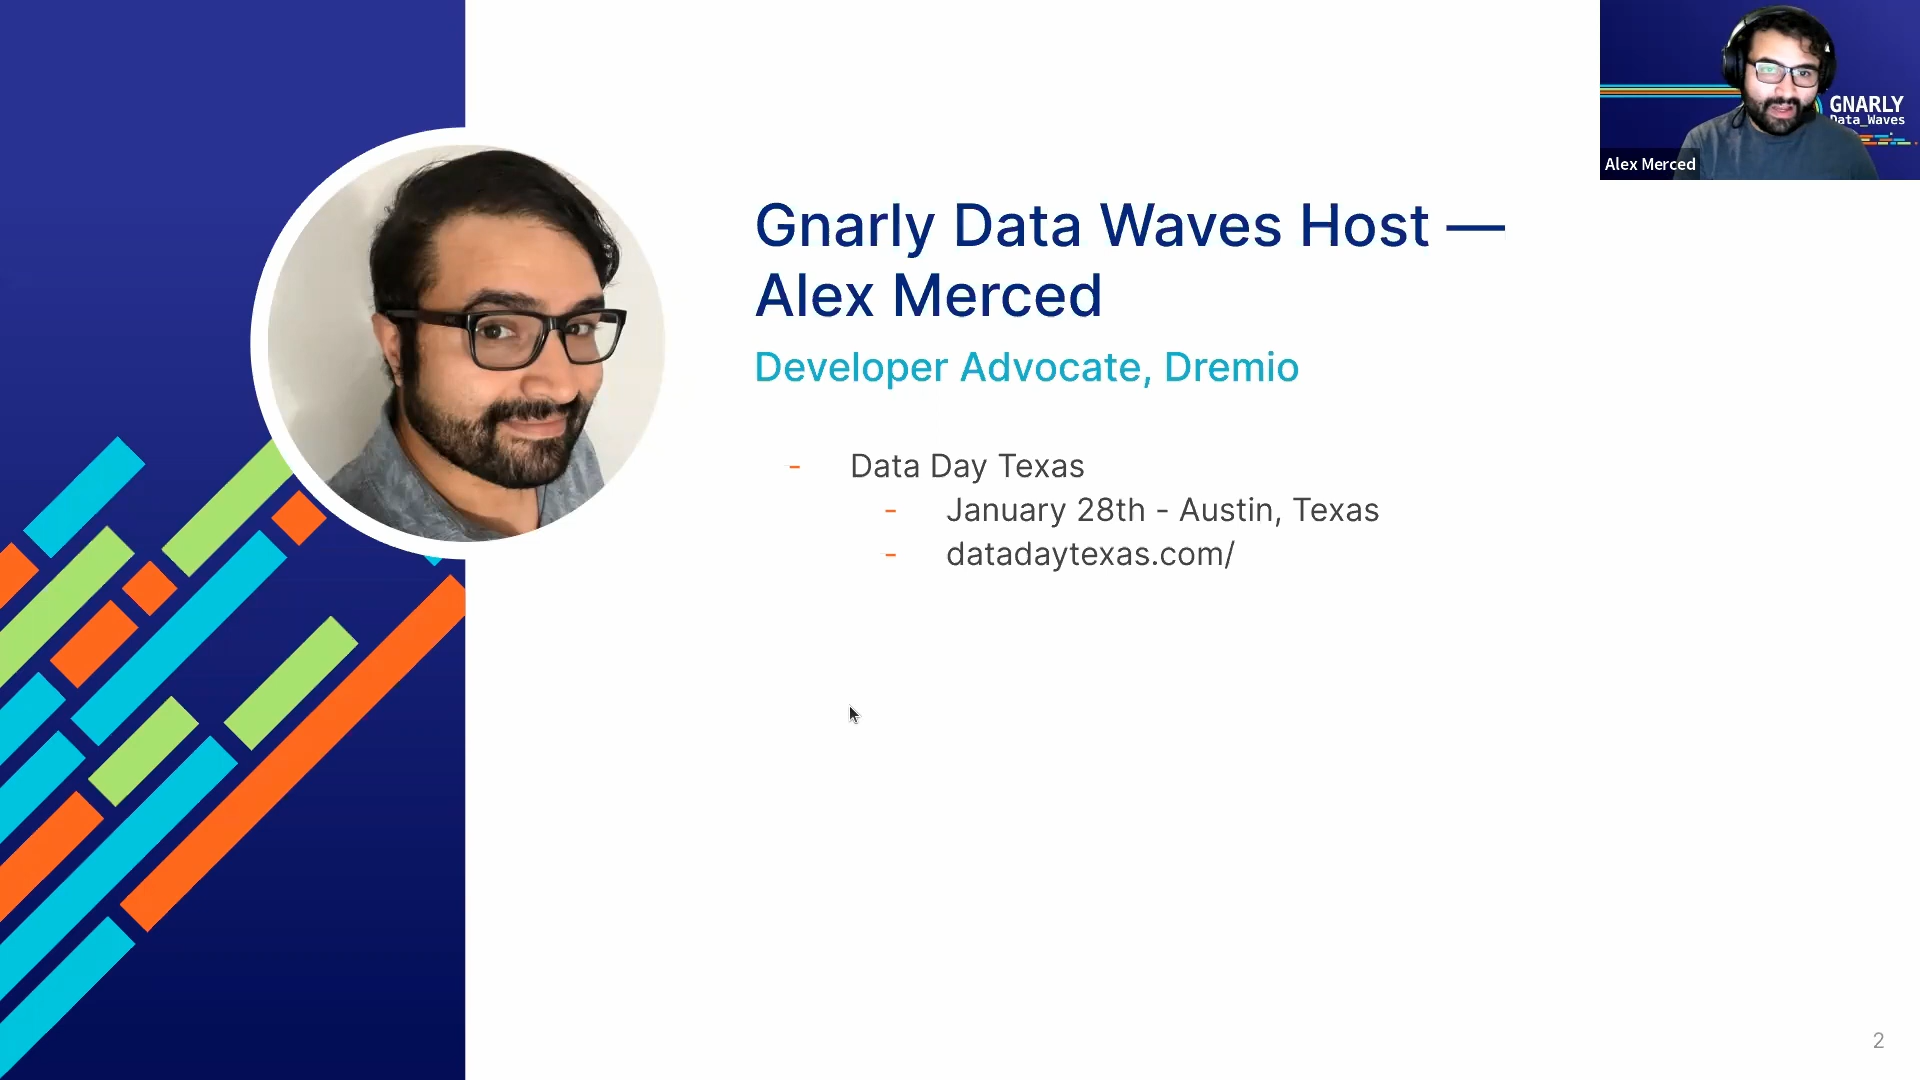 GNARLY
Data_Waves
Alex Merced
Gnarly Data Waves Host —
Alex Merced
Developer Advocate, Dremio
- Data Day Texas
- January 28th - Austin, Texas
- datadaytexas.com/
2